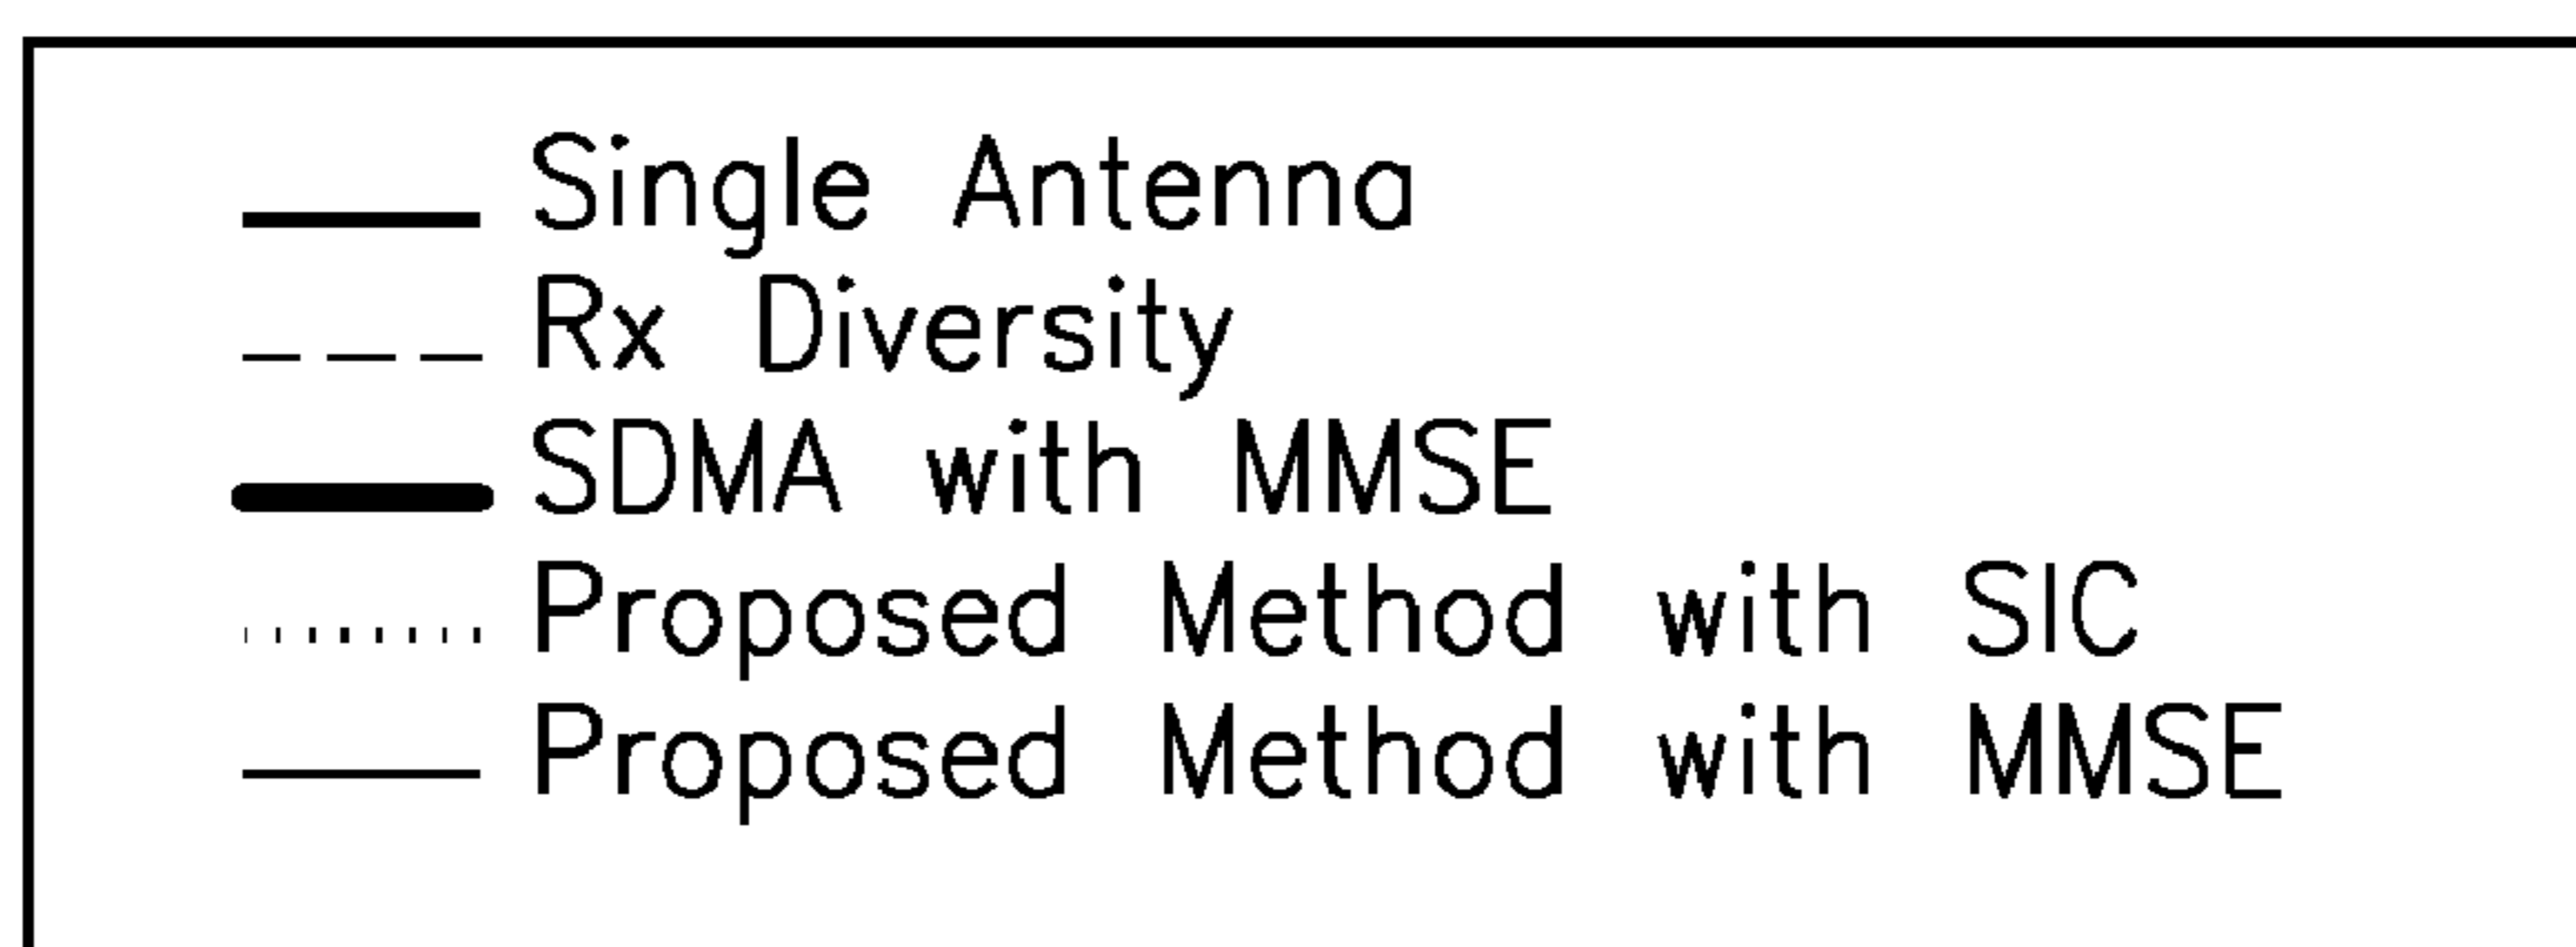 Single Antenna
Rx Diversity
SDMA with MMSE
Proposed Method with SIC
Proposed Method with MMSE